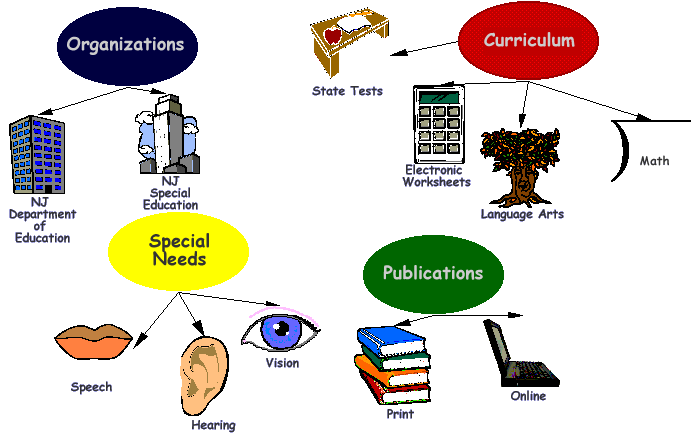 Organizations
NJ
Department
of
Education
NJ
Special
Education
Curriculum
State Tests
Electronic
Worksheets
Language Arts
Math
Special
Needs
Speech
Hearing
Vision
Publications
Print
Online